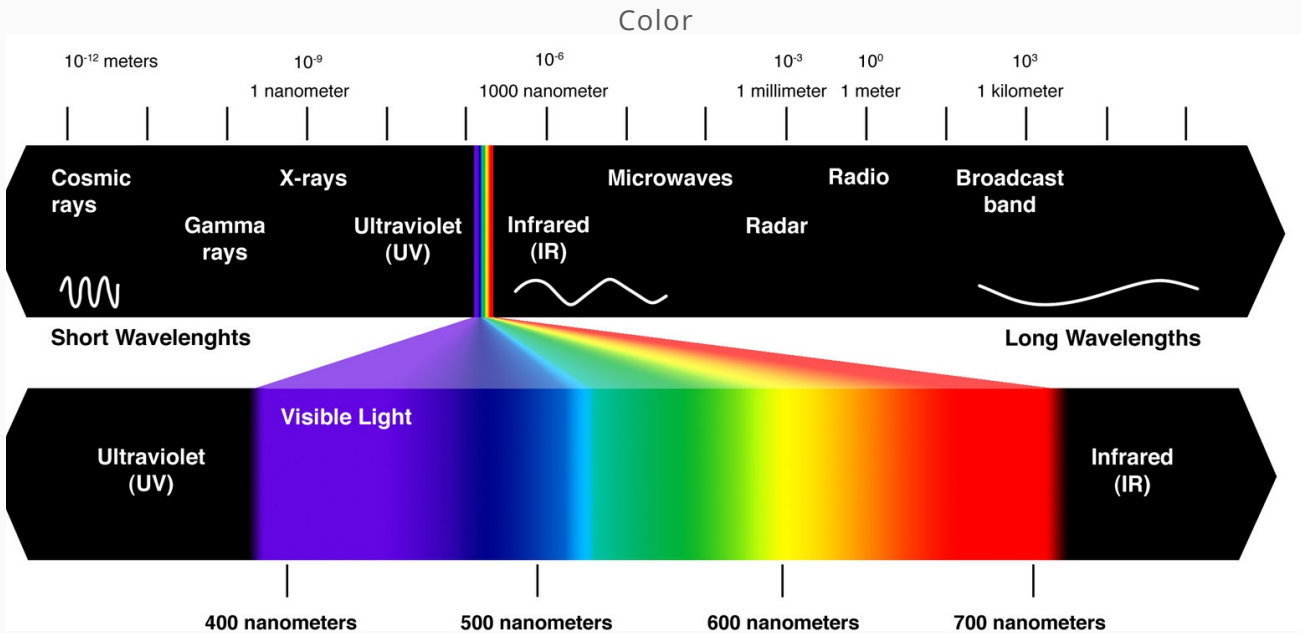 Color
10⁻¹² meters
10⁻⁹
10⁻⁶
10⁻³
10⁰
10³
1 nanometer
1000 nanometer
1 millimeter
1 meter
1 kilometer
Cosmic
rays
Gamma
rays
X-rays
Ultraviolet
(UV)
Infrared
(IR)
Microwaves
Radar
Radio
Broadcast
band
Short Wavelenghts
Long Wavelengths
Visible Light
Ultraviolet
(UV)
Infrared
(IR)
400 nanometers
500 nanometers
600 nanometers
700 nanometers